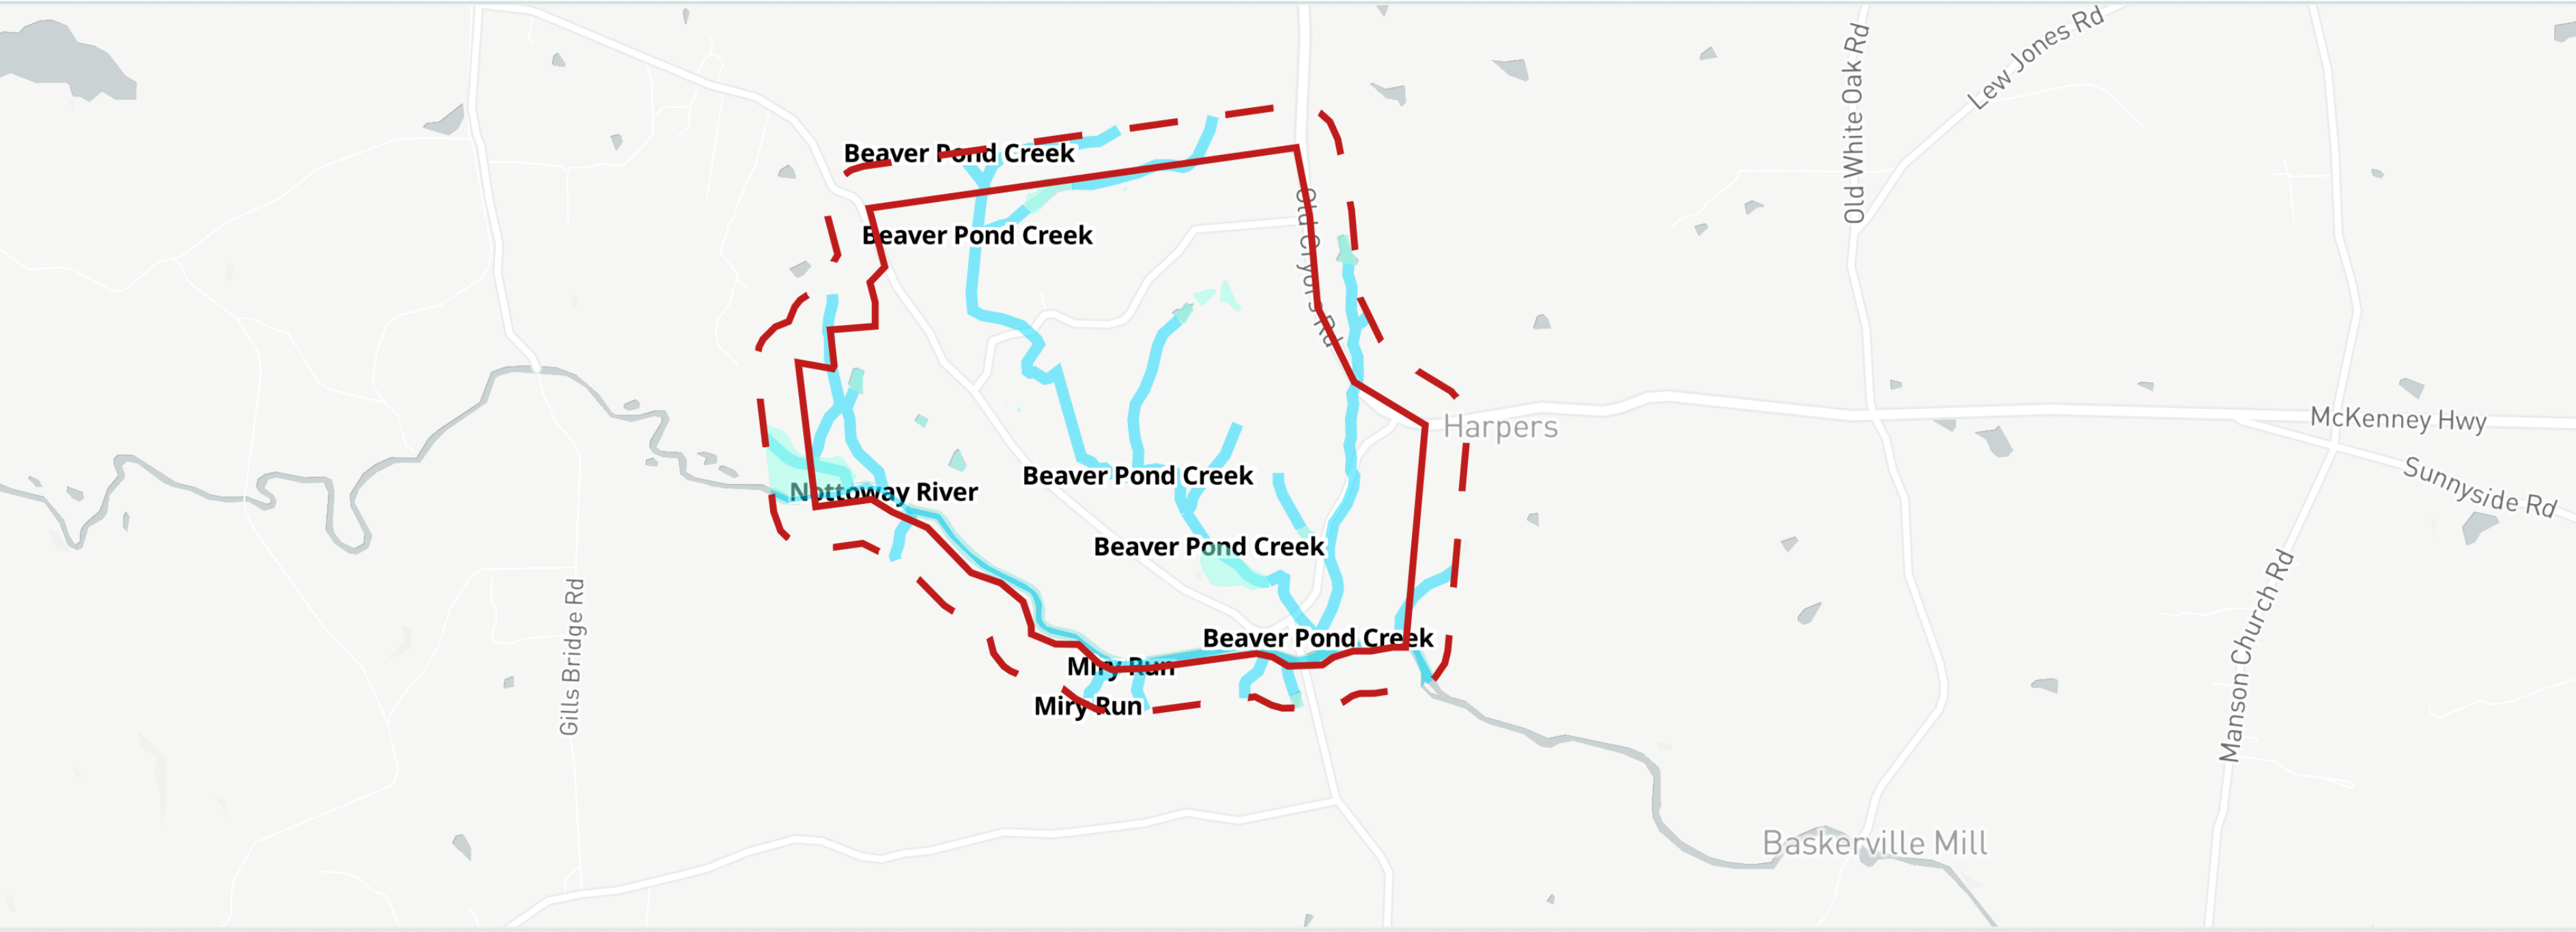 Old White Oak Rd
Lew Jones Rd
Beaver Pond Creek
Beaver Pond Creek
Old Cryors Rd
Harpers
McKenney Hwy
Sunnyside Rd
Beaver Pond Creek
Nottoway River
Beaver Pond Creek
Gills Bridge Rd
Beaver Pond Creek
Manson Church Rd
Miry Run
Miry Run
Baskerville Mill